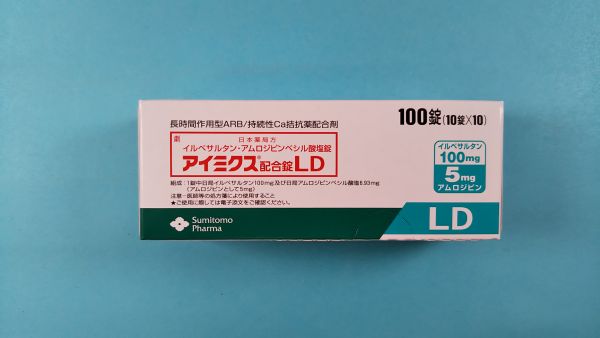 長時間作用型ARB/持続性Ca拮抗薬配合剤
100錠(10錠×10)
劇
日本薬局方
イルベサルタン・アムロジピンベシル酸塩錠
アイミクス®配合錠LD
組成:1錠中日局イルベサルタン100mg及び日局アムロジピンベシル酸塩6.93mg
(アムロジピンとして5mg)
注意-医師等の処方箋により使用すること
★ご使用に際しては電子添文をご確認ください。
イルベサルタン
100mg
5mg
アムロジピン
Sumitomo
Pharma
LD